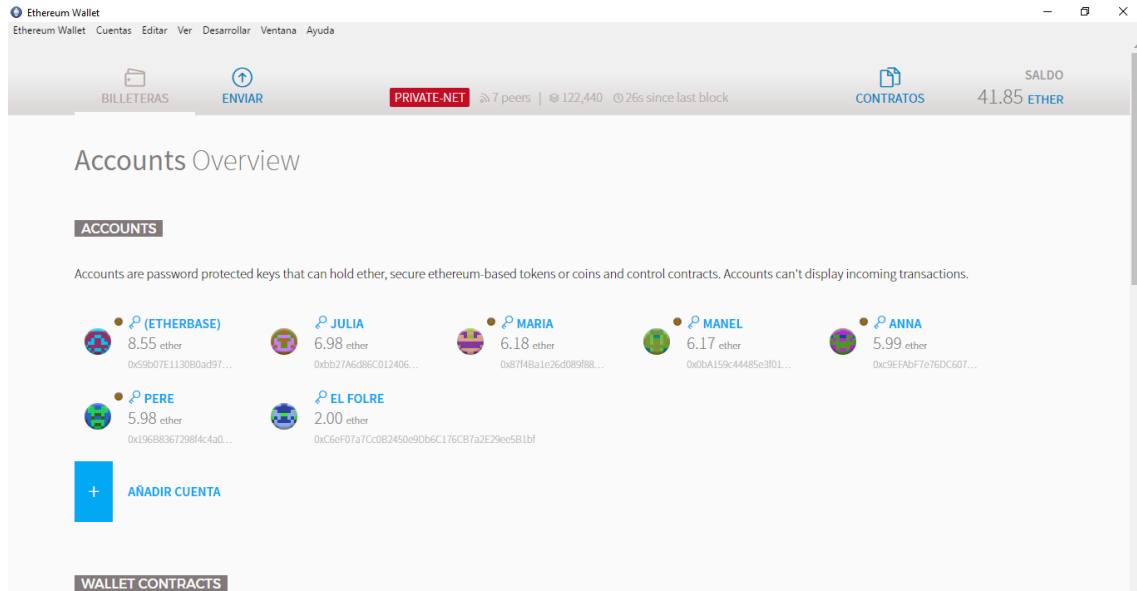 Ethereum Wallet
Ethereum Wallet Cuentas Editar Ver Desarrollar Ventana Ayuda
BILLETERAS ENVIAR PRIVATE-NET 7 peers | 122,440 26s since last block CONTRATOS SALDO 41.85 ETHER
Accounts Overview
ACCOUNTS
Accounts are password protected keys that can hold ether, secure ethereum-based tokens or coins and control contracts. Accounts can't display incoming transactions.
(ETHERBASE) JULIA MARIA MANEL ANNA
8.55 ether 6.98 ether 6.18 ether 6.17 ether 5.99 ether
0x59b07E1130B0ad97... 0xbb27A6d86C012406... 0x87f4Ba1e26d089f88... 0x0bA159c44485e3f01... 0xc9EFAbF7e76DC607...
PERE EL FOLRE
5.98 ether 2.00 ether
0x196B8367298f4c4a0... 0xC6eF07a7Cc0B2450e9Db6C176CB7a2E29ee5B1bf
+ AÑADIR CUENTA
WALLET CONTRACTS